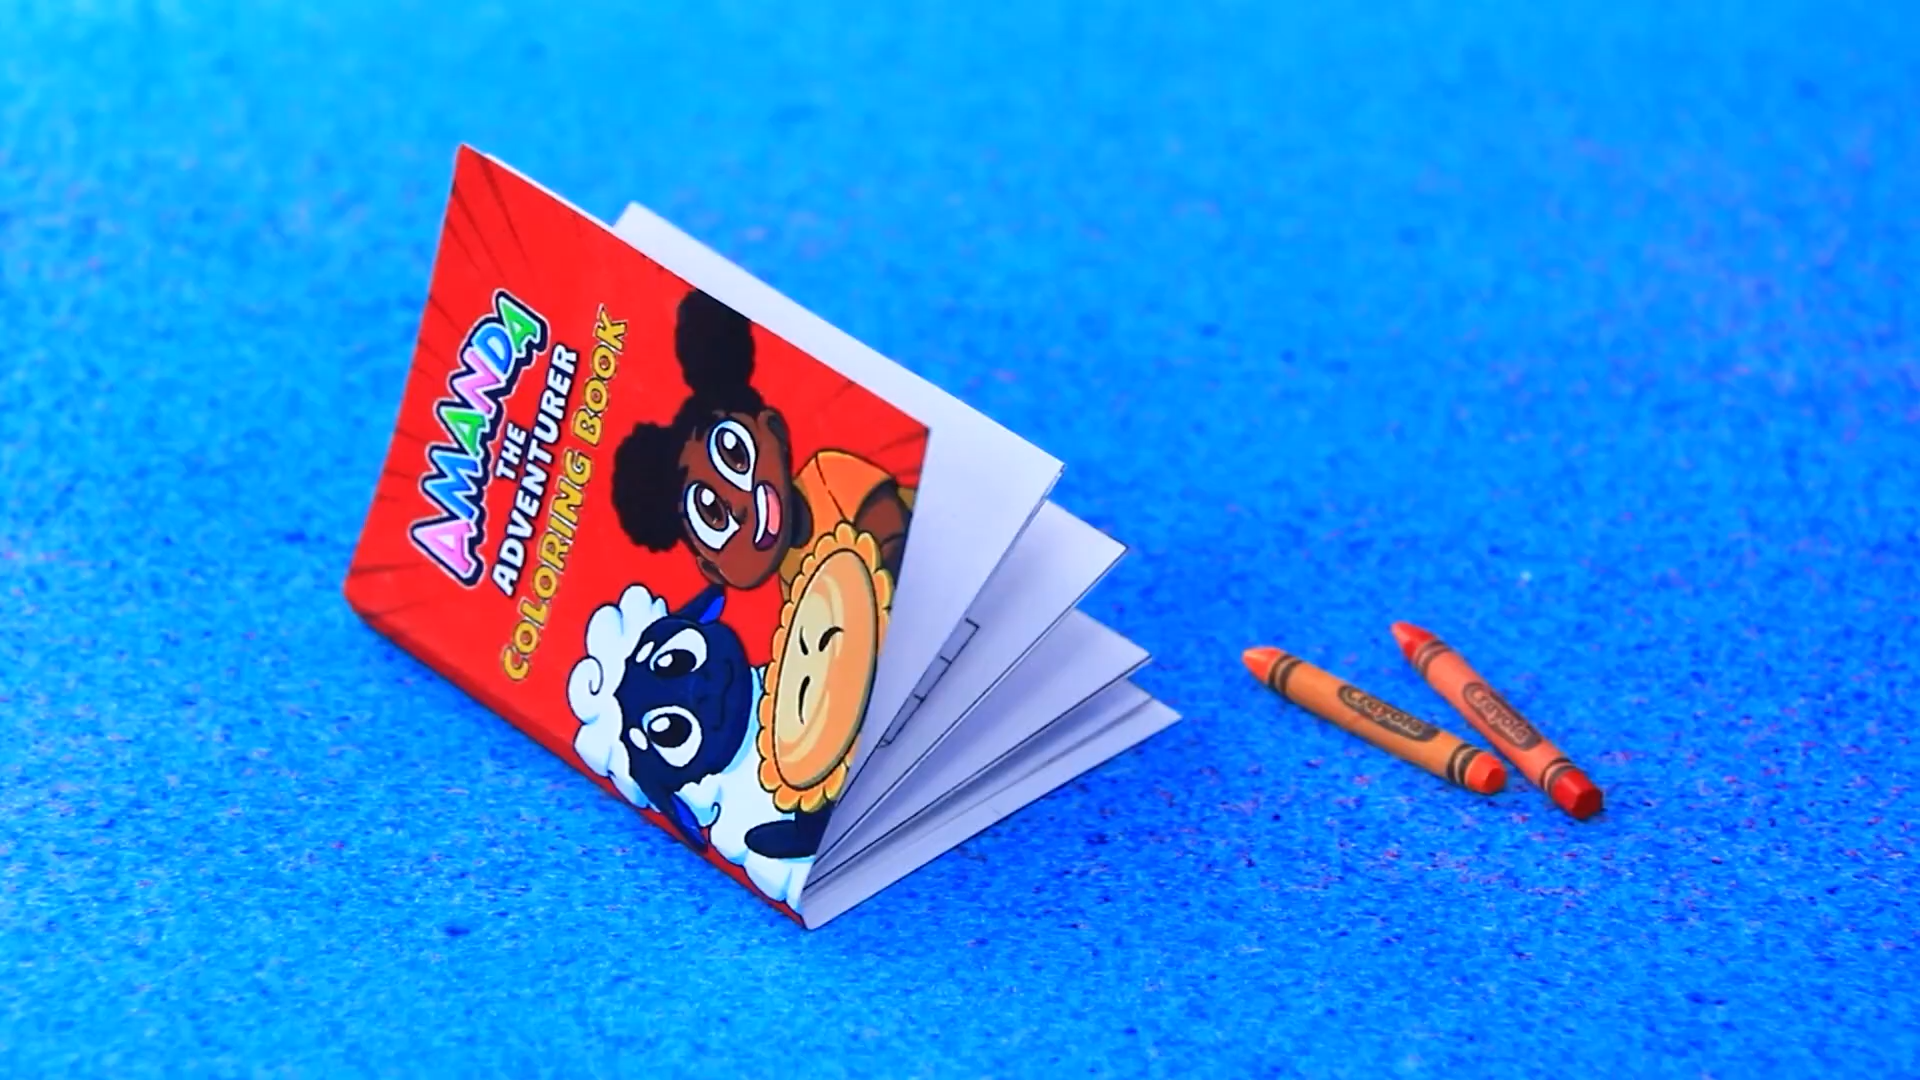 AMANDA
THE
ADVENTURER
COLORING BOOK
Crayola
Crayola